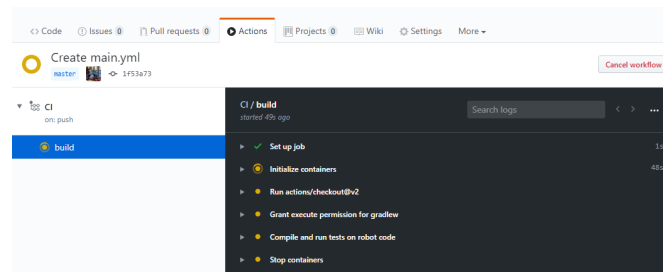 Code Issues 0 Pull requests 0 Actions Projects 0 Wiki Settings More
Create main.yml
master 1f53a73
Cancel workflow
CI
on: push
build
CI / build
started 49s ago
Search logs
Set up job 1s
Initialize containers 48s
Run actions/checkout@v2
Grant execute permission for gradlew
Compile and run tests on robot code
Stop containers